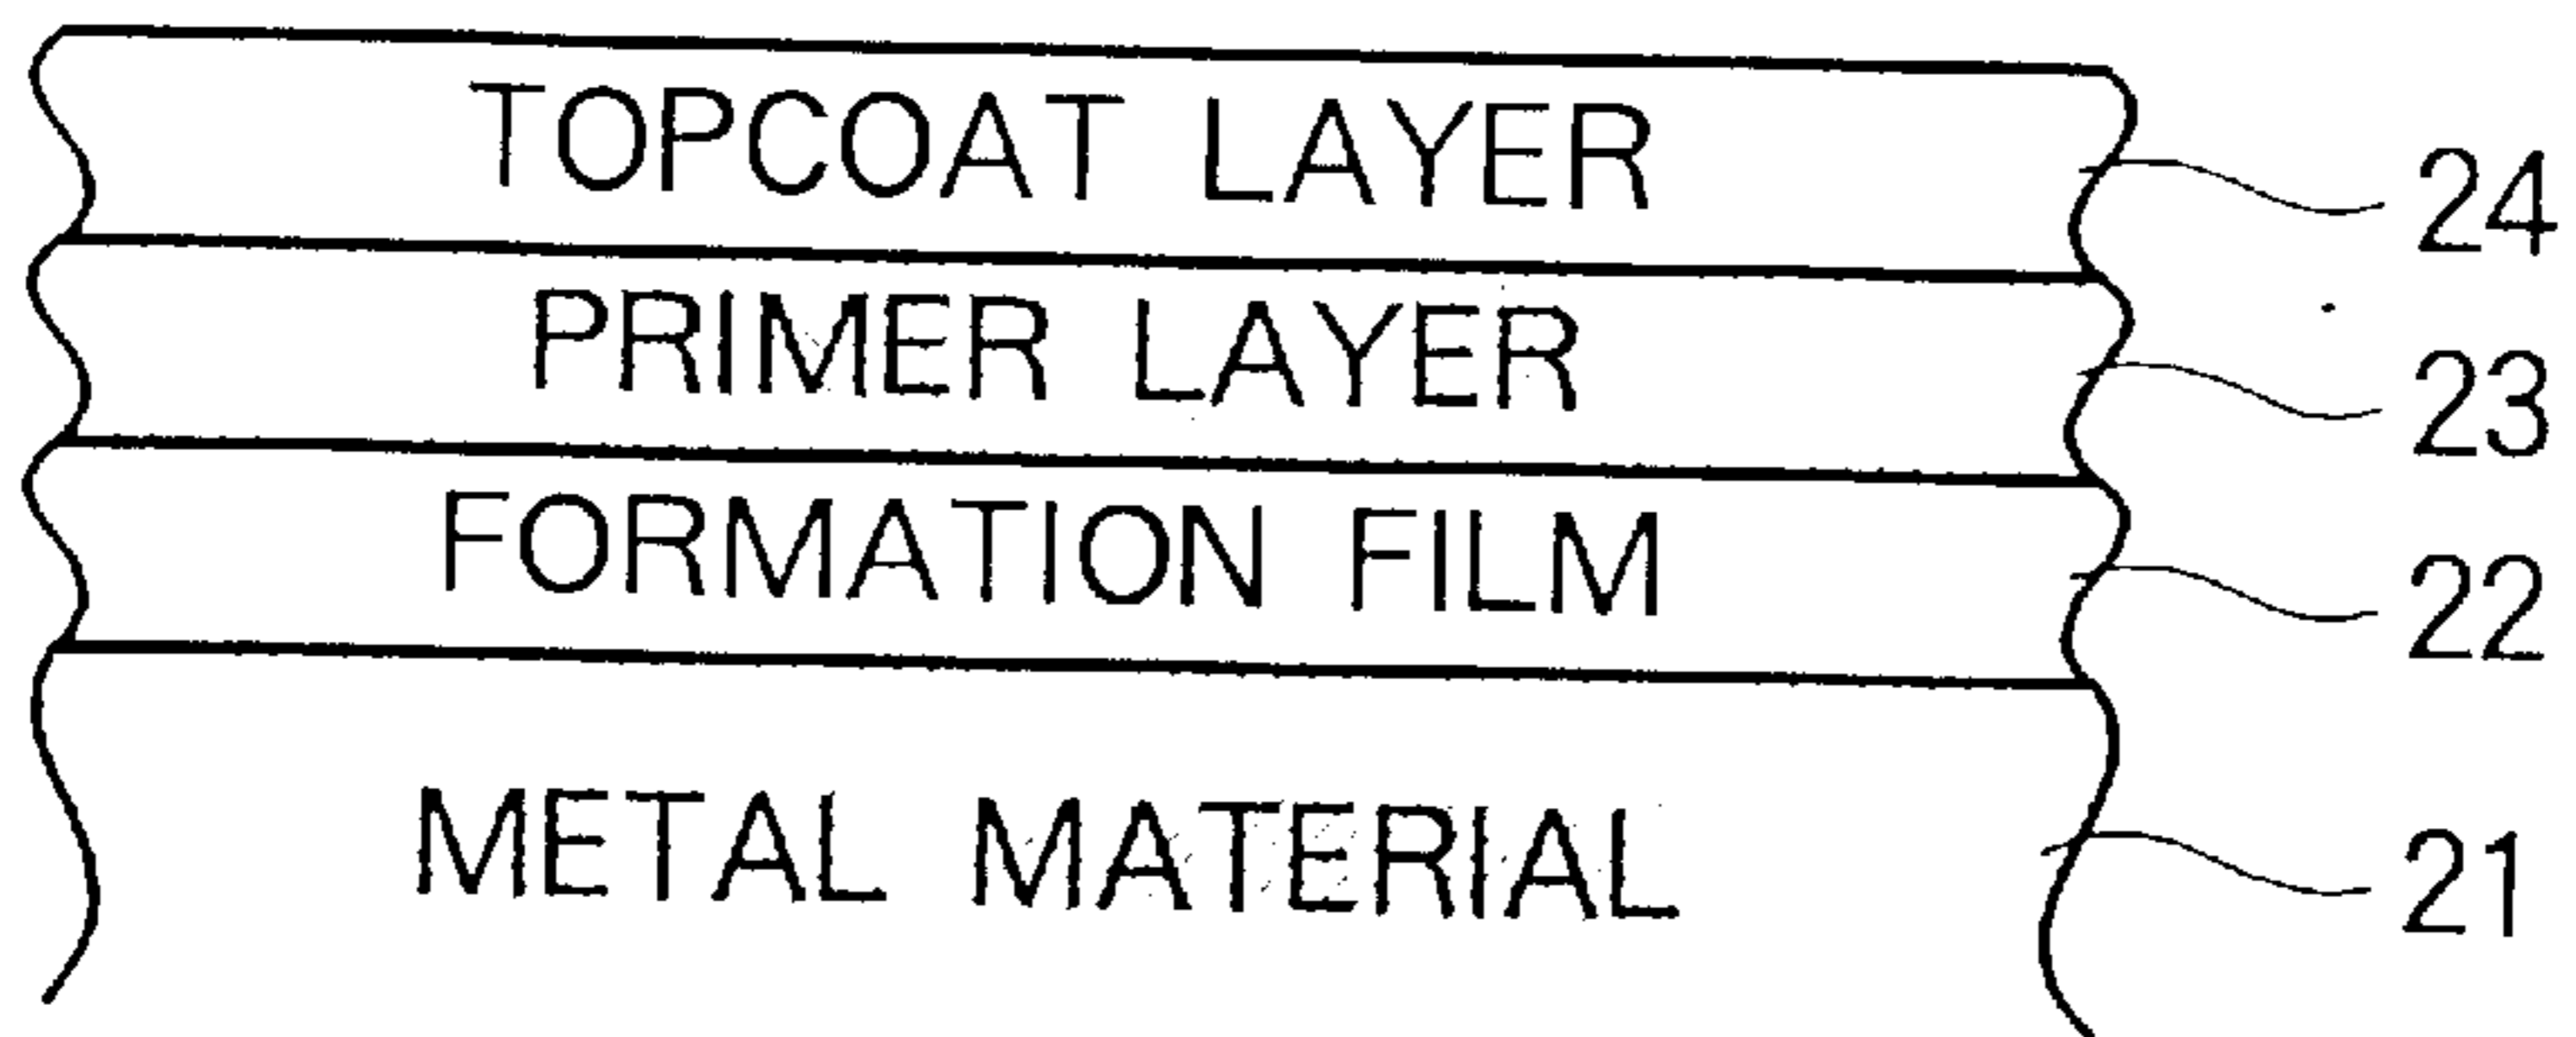 TOPCOAT LAYER 24
PRIMER LAYER 23
FORMATION FILM 22
METAL MATERIAL 21